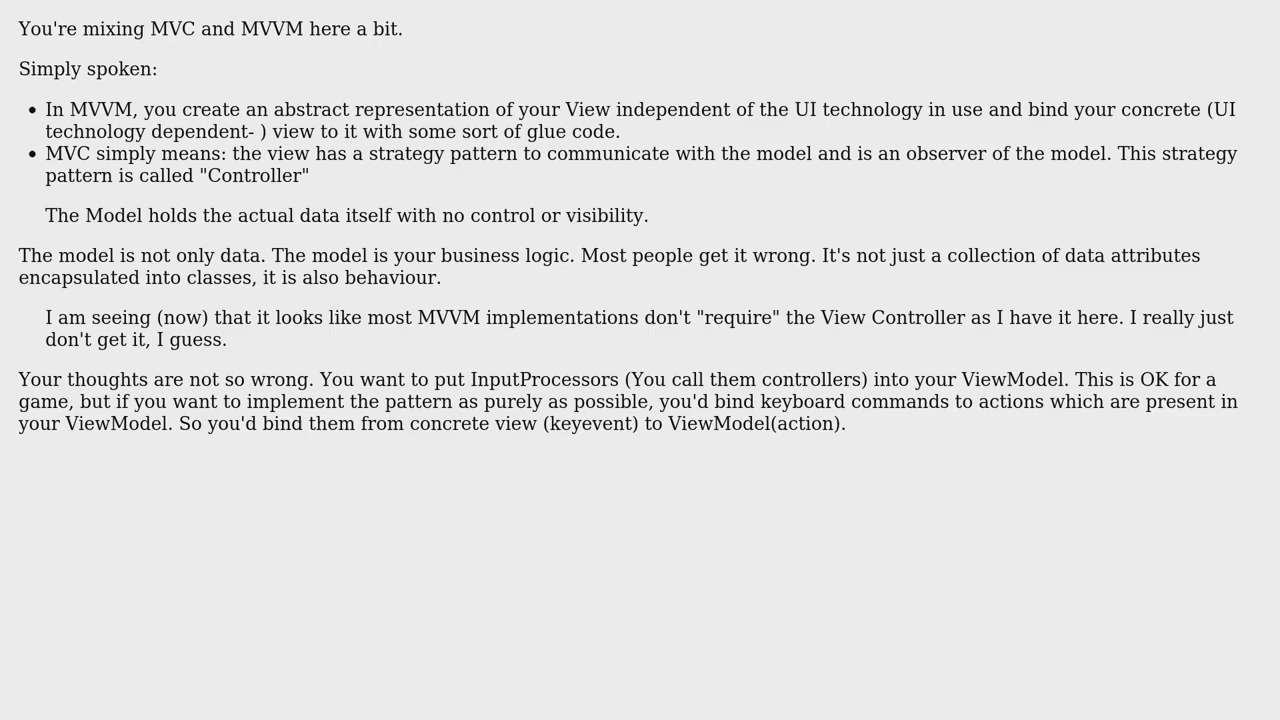 You're mixing MVC and MVVM here a bit.
Simply spoken:
• In MVVM, you create an abstract representation of your View independent of the UI technology in use and bind your concrete (UI
technology dependent- ) view to it with some sort of glue code.
• MVC simply means: the view has a strategy pattern to communicate with the model and is an observer of the model. This strategy
pattern is called "Controller"
The Model holds the actual data itself with no control or visibility.
The model is not only data. The model is your business logic. Most people get it wrong. It's not just a collection of data attributes
encapsulated into classes, it is also behaviour.
I am seeing (now) that it looks like most MVVM implementations don't "require" the View Controller as I have it here. I really just
don't get it, I guess.
Your thoughts are not so wrong. You want to put InputProcessors (You call them controllers) into your ViewModel. This is OK for a
game, but if you want to implement the pattern as purely as possible, you'd bind keyboard commands to actions which are present in
your ViewModel. So you'd bind them from concrete view (keyevent) to ViewModel(action).